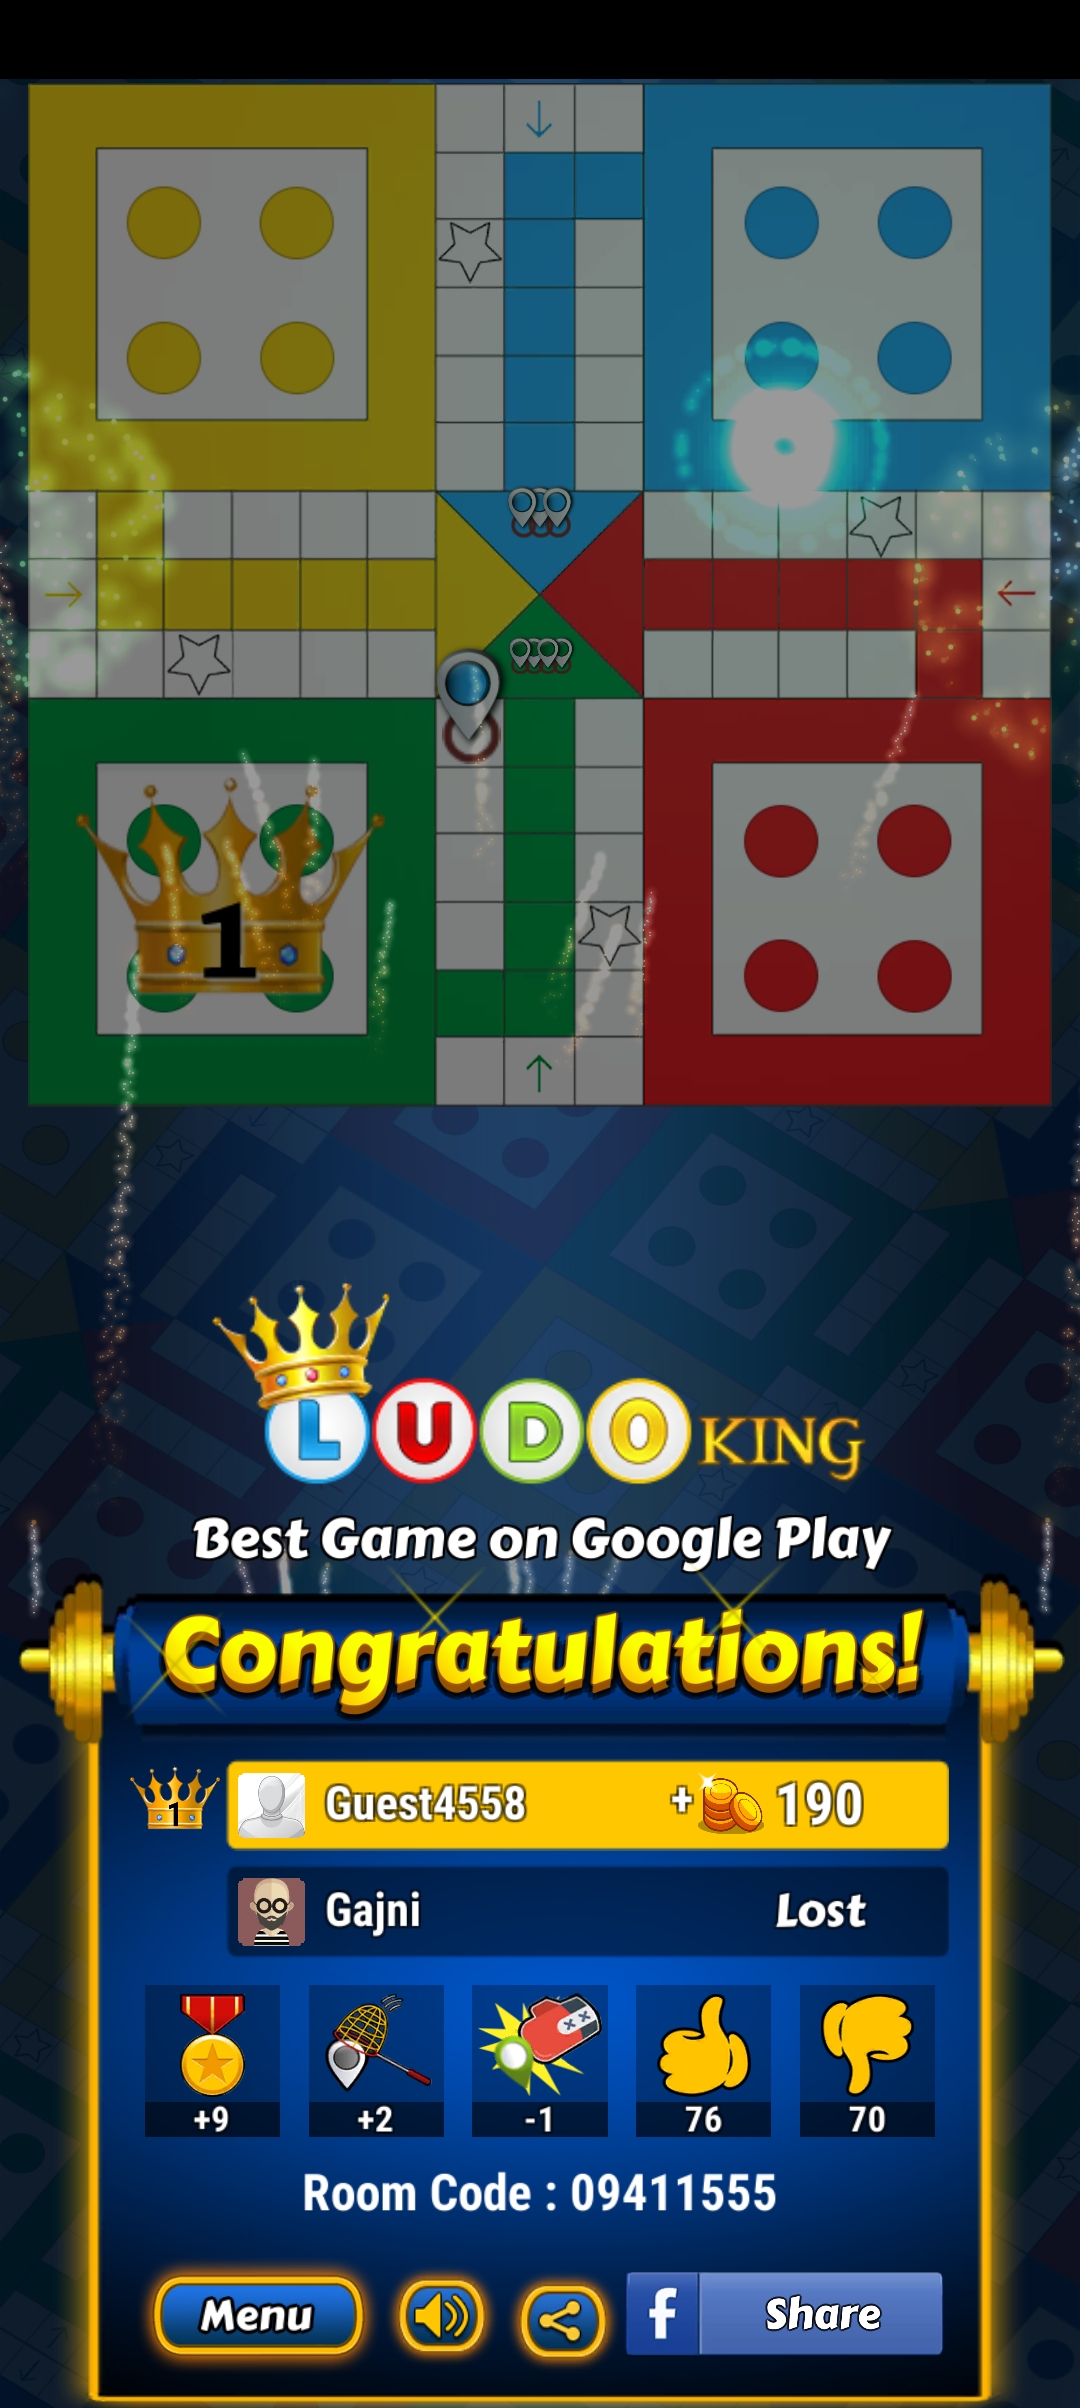 1
LUDO KING
Best Game on Google Play
Congratulations!
1 Guest4558 + 190
Gajni Lost
+9 +2 -1 76 70
Room Code : 09411555
Menu f Share